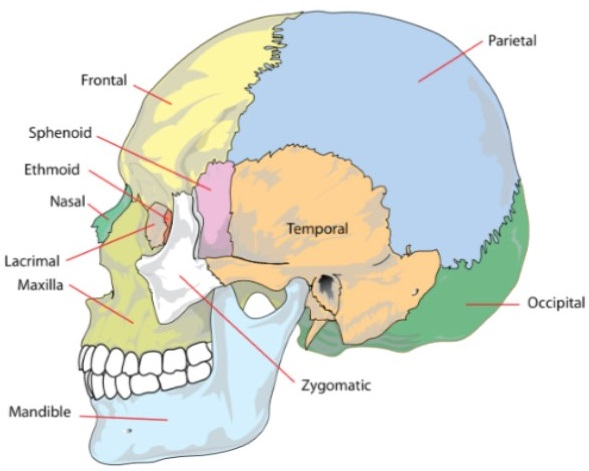 Parietal
Frontal
Sphenoid
Ethmoid
Nasal
Temporal
Lacrimal
Maxilla
Occipital
Zygomatic
Mandible